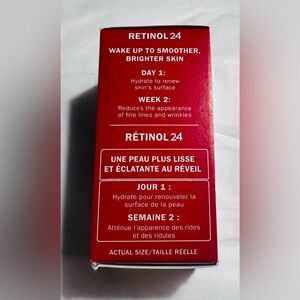 RETINOL 24
WAKE UP TO SMOOTHER,
BRIGHTER SKIN
DAY 1:
Hydrate to renew
skin's surface
WEEK 2:
Reduces the appearance
of fine lines and wrinkles
RÉTINOL 24
UNE PEAU PLUS LISSE
ET ÉCLATANTE AU RÉVEIL
JOUR 1 :
Hydrate pour renouveler la
surface de la peau
SEMAINE 2 :
Atténue l'apparence des rides
et des ridules
ACTUAL SIZE/TAILLE RÉELLE